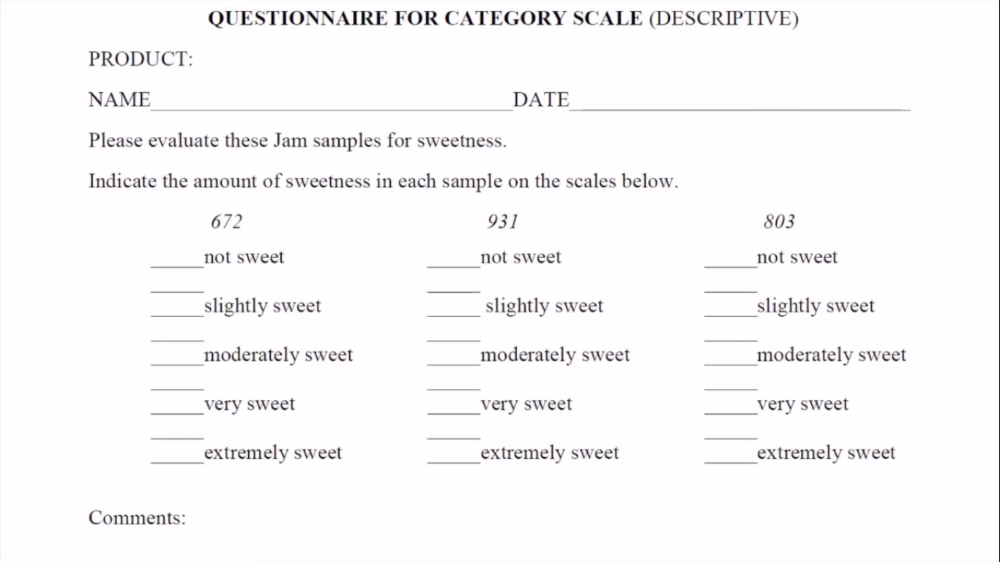 QUESTIONNAIRE FOR CATEGORY SCALE (DESCRIPTIVE)
PRODUCT:
NAME___________________________________DATE_________________________________
Please evaluate these Jam samples for sweetness.
Indicate the amount of sweetness in each sample on the scales below.
672 931 803
_____not sweet _____not sweet _____not sweet
_____ _____ _____
_____slightly sweet _____ slightly sweet _____slightly sweet
_____ _____ _____
_____moderately sweet _____moderately sweet _____moderately sweet
_____ _____ _____
_____very sweet _____very sweet _____very sweet
_____ _____ _____
_____extremely sweet _____extremely sweet _____extremely sweet
Comments: